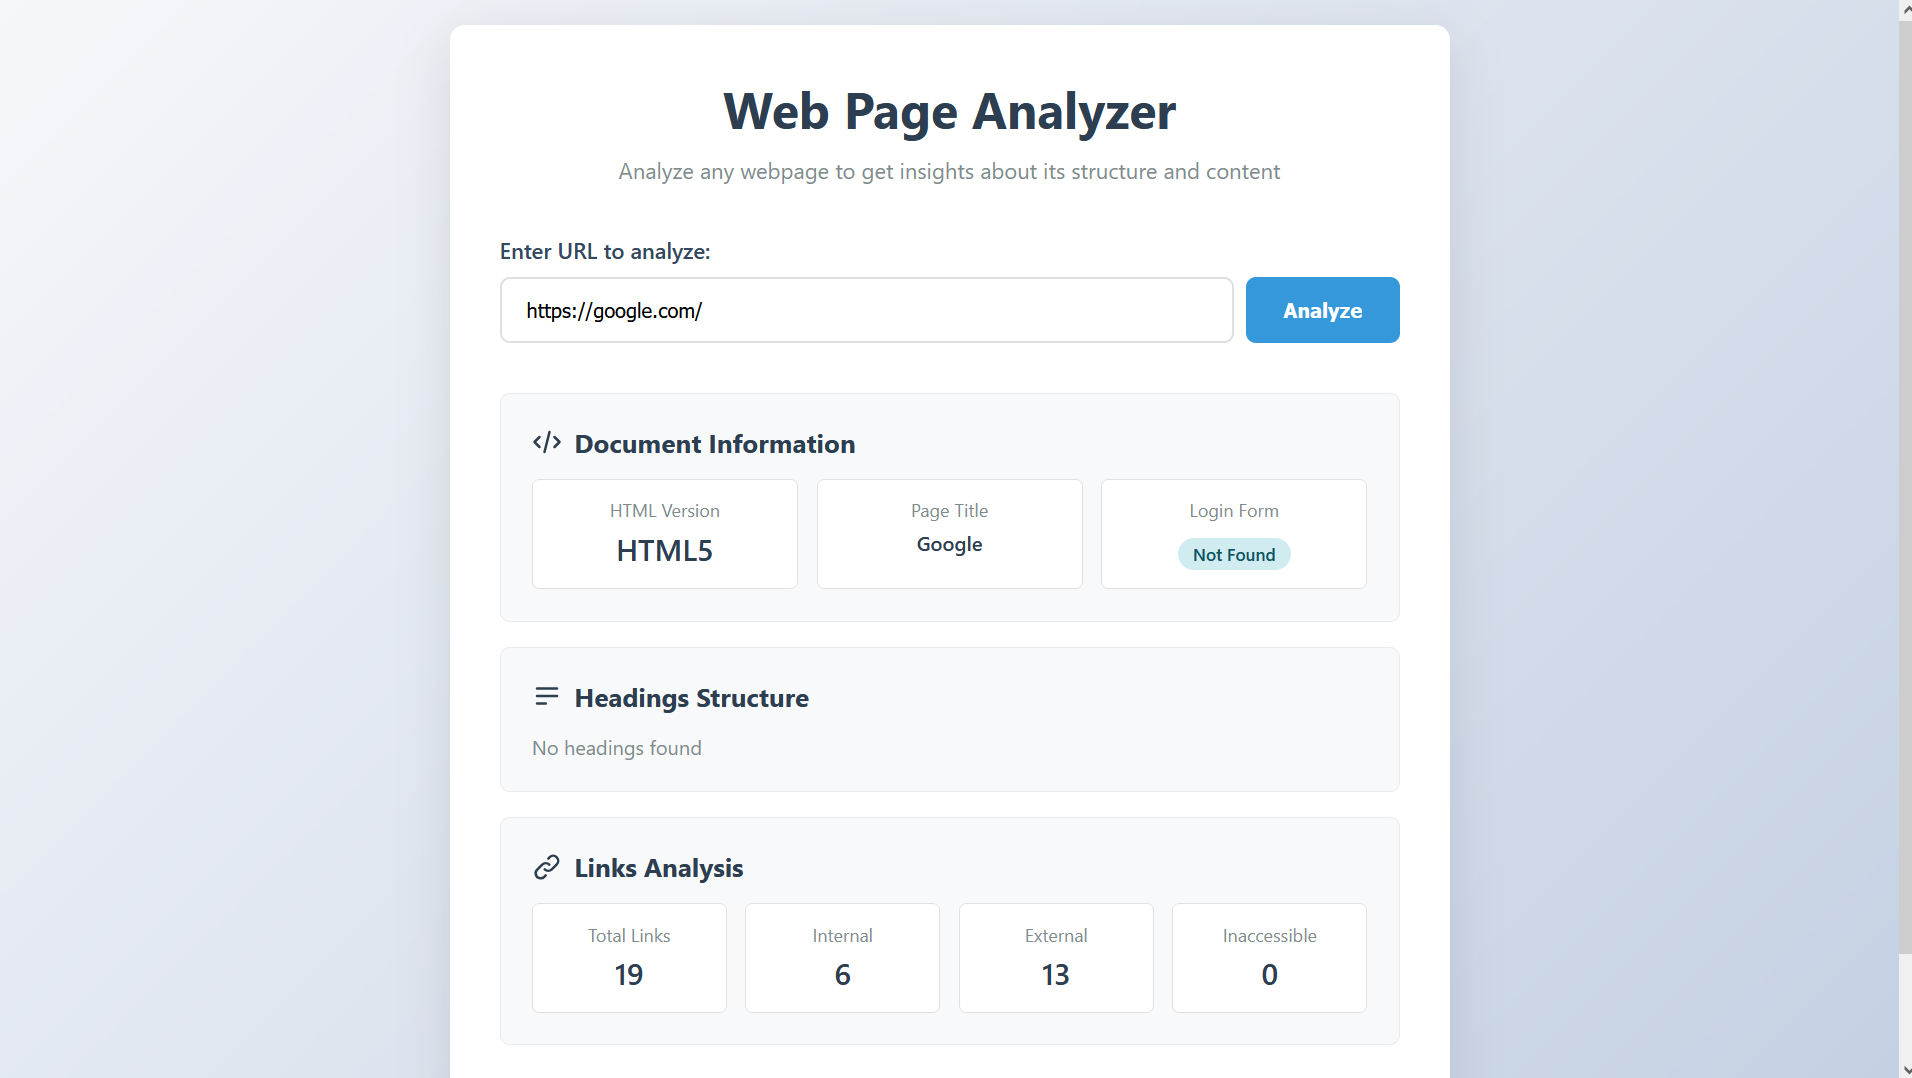 Web Page Analyzer
Analyze any webpage to get insights about its structure and content
Enter URL to analyze:
https://google.com/
Analyze
Document Information
HTML Version
HTML5
Page Title
Google
Login Form
Not Found
Headings Structure
No headings found
Links Analysis
Total Links
19
Internal
6
External
13
Inaccessible
0